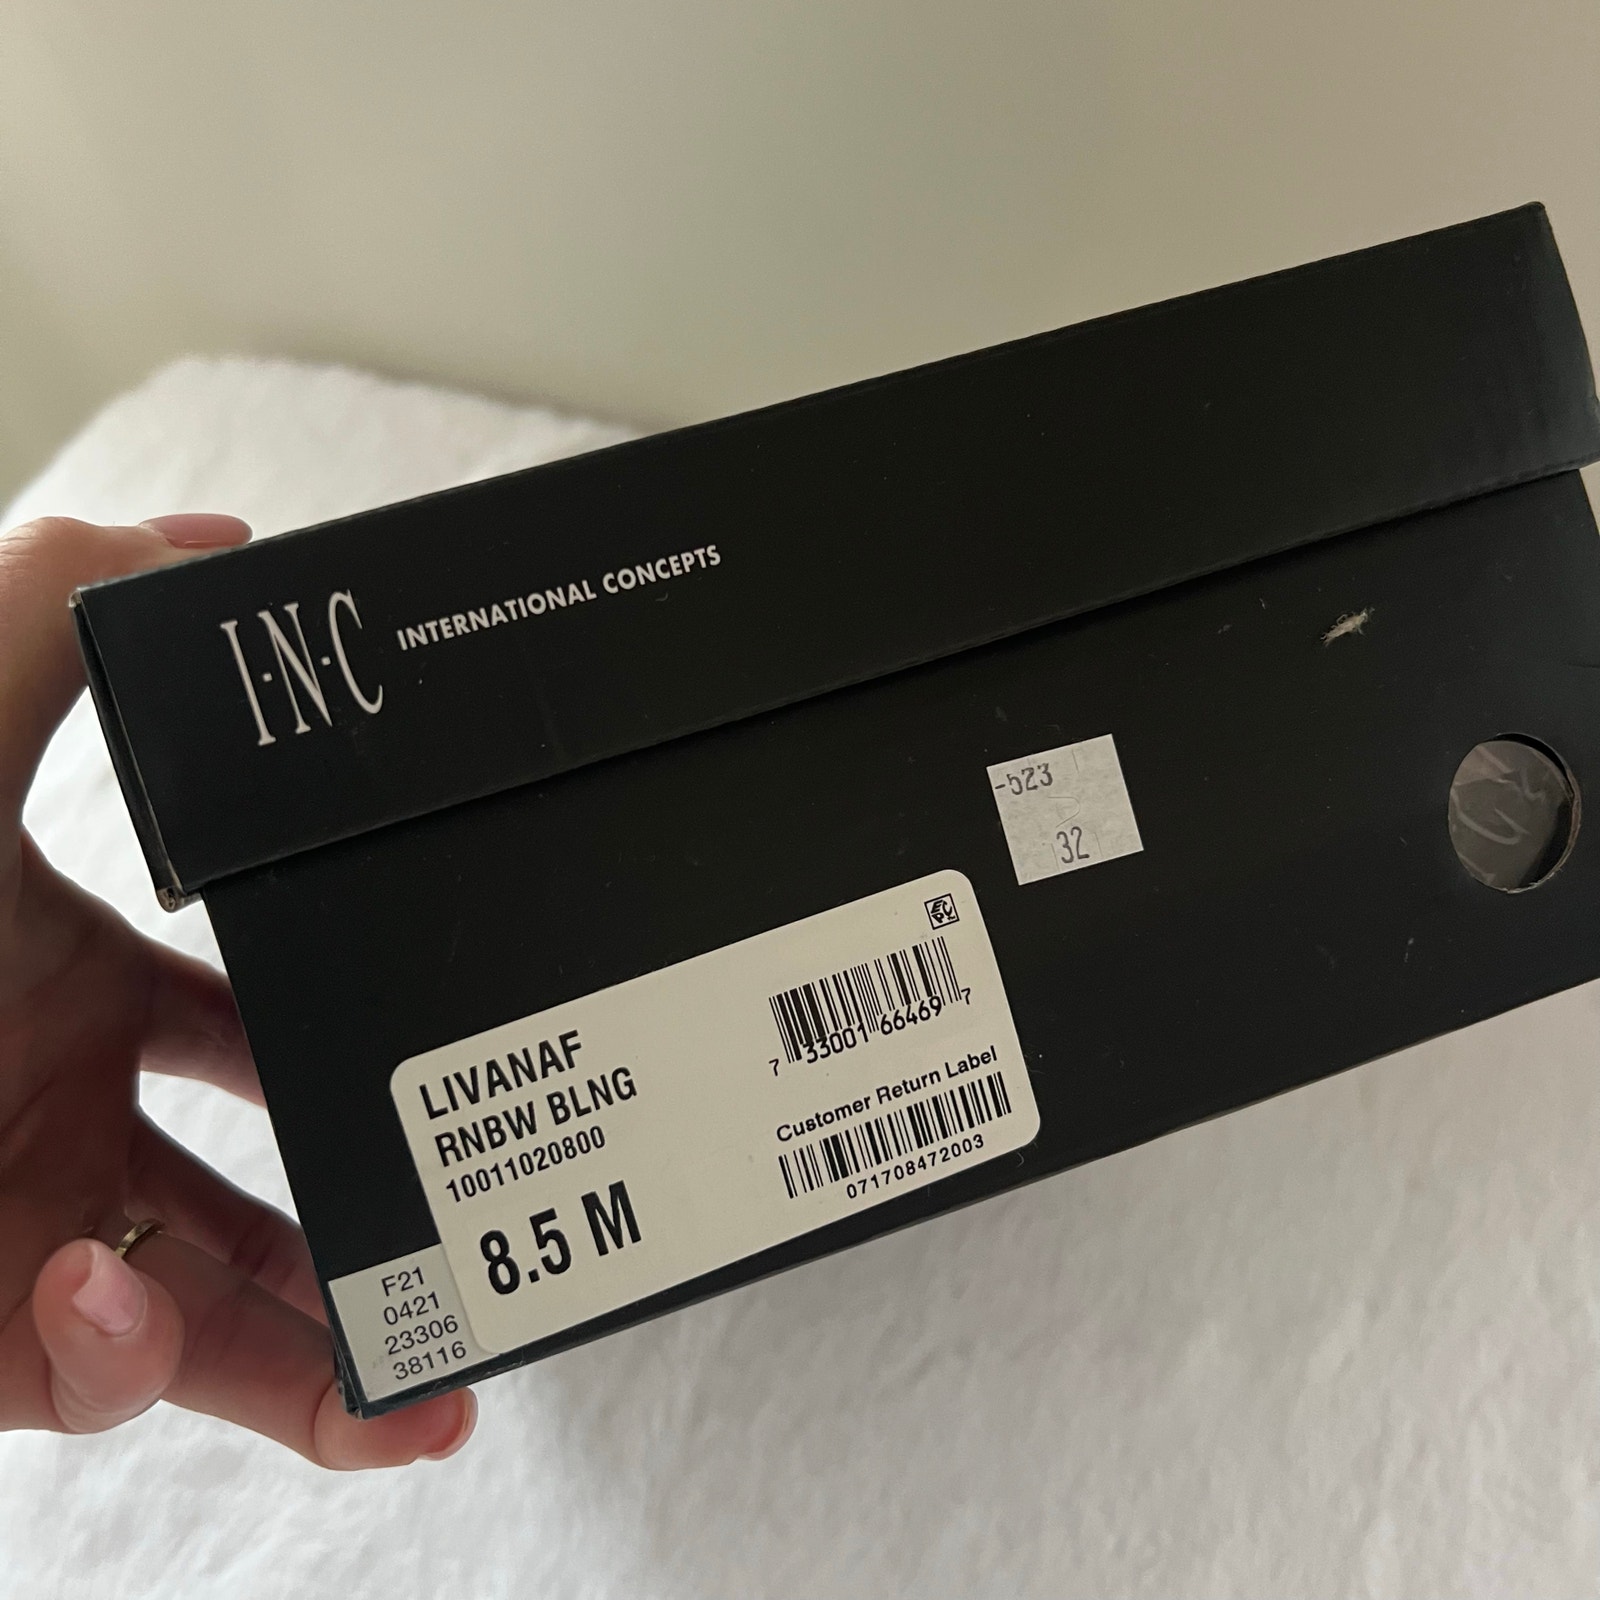 I·N·C INTERNATIONAL CONCEPTS
-523
32
LIVANAF
RNBW BLNG
10011020800
8.5 M
7 33001 66469 7
Customer Return Label
071708472003
F21
0421
23306
38116